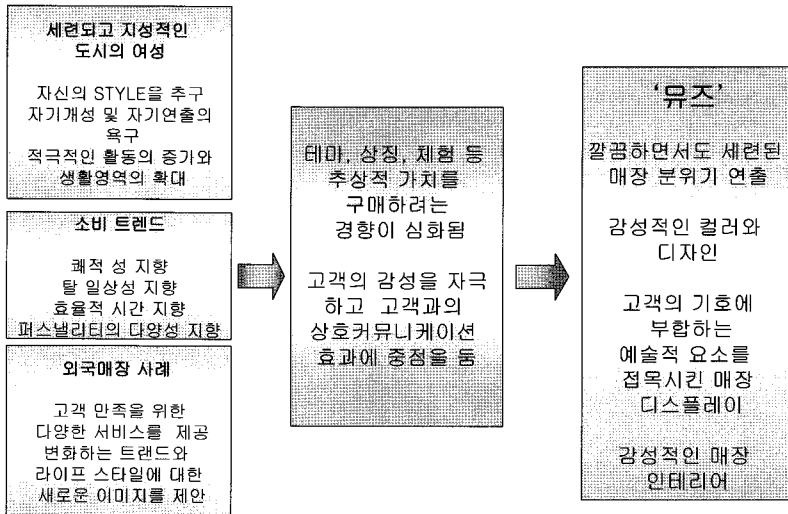 세련되고 지성적인
도시의 여성
자신의 STYLE을 추구
자기개성 및 자기연출의
욕구
적극적인 활동의 증가와
생활영역의 확대
소비 트렌드
쾌적 성 지향
탈 일상성 지향
효율적 시간 지향
퍼스낼리티의 다양성 지향
외국매장 사례
고객 만족을 위한
다양한 서비스를 제공
변화하는 트랜드와
라이프 스타일에 대한
새로운 이미지를 제안
테마, 상징, 체험 등
추상적 가치를
구매하려는
경향이 심화됨
고객의 감성을 자극
하고 고객과의
상호커뮤니케이션
효과에 중점을 둠
'뮤즈'
깔끔하면서도 세련된
매장 분위기 연출
감성적인 컬러와
디자인
고객의 기호에
부합하는
예술적 요소를
접목시킨 매장
디스플레이
감성적인 매장
인테리어